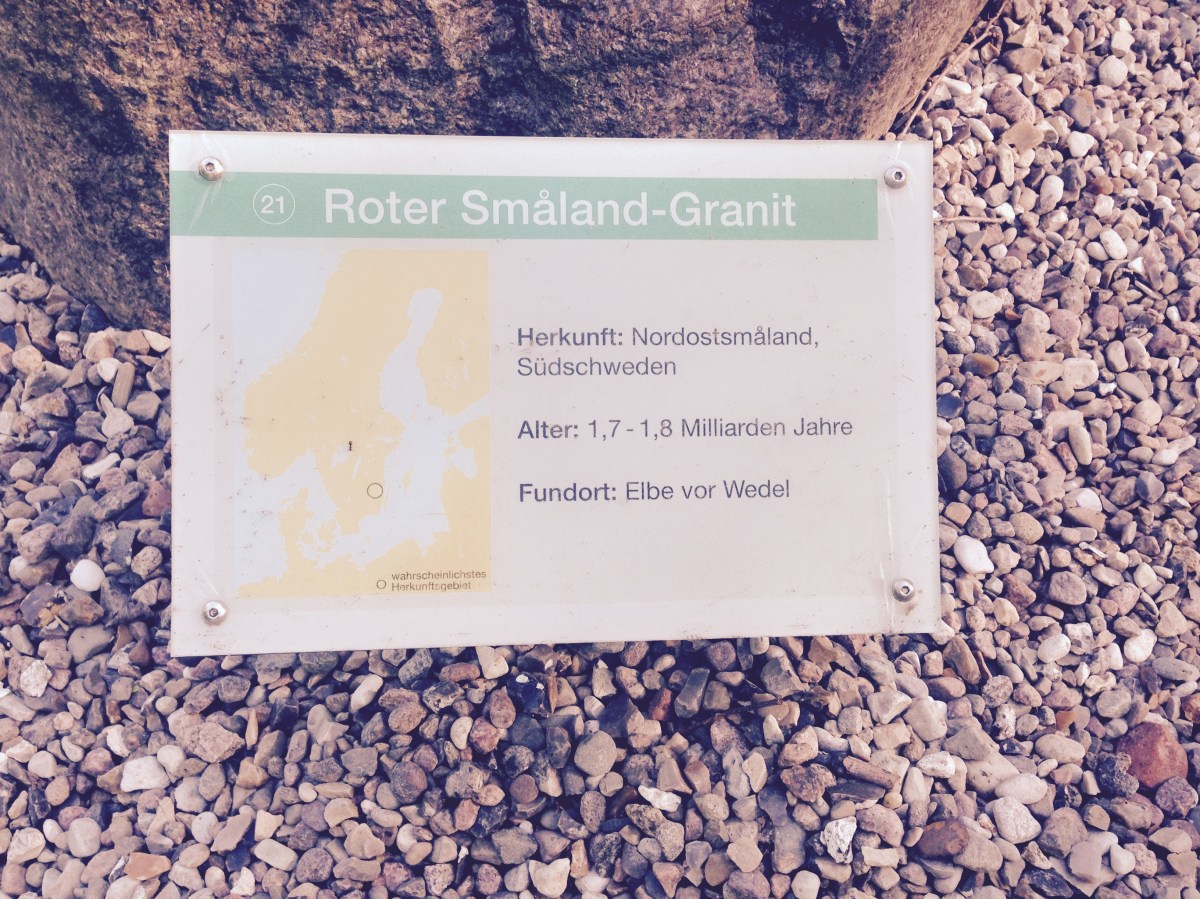 21 Roter Småland-Granit
Herkunft: Nordostsmåland,
Südschweden
Alter: 1,7 - 1,8 Milliarden Jahre
Fundort: Elbe vor Wedel
wahrscheinlichstes
Herkunftsgebiet